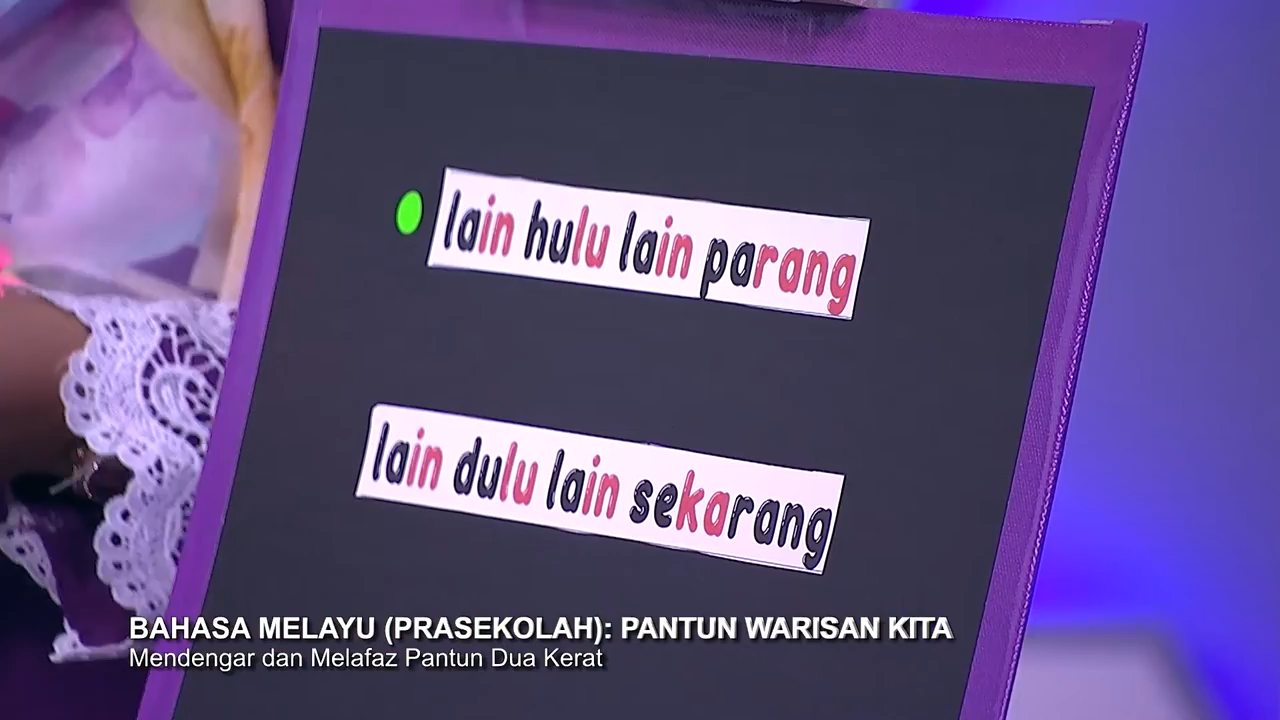 lain hulu lain parang
lain dulu lain sekarang
BAHASA MELAYU (PRASEKOLAH): PANTUN WARISAN KITA
Mendengar dan Melafaz Pantun Dua Kerat